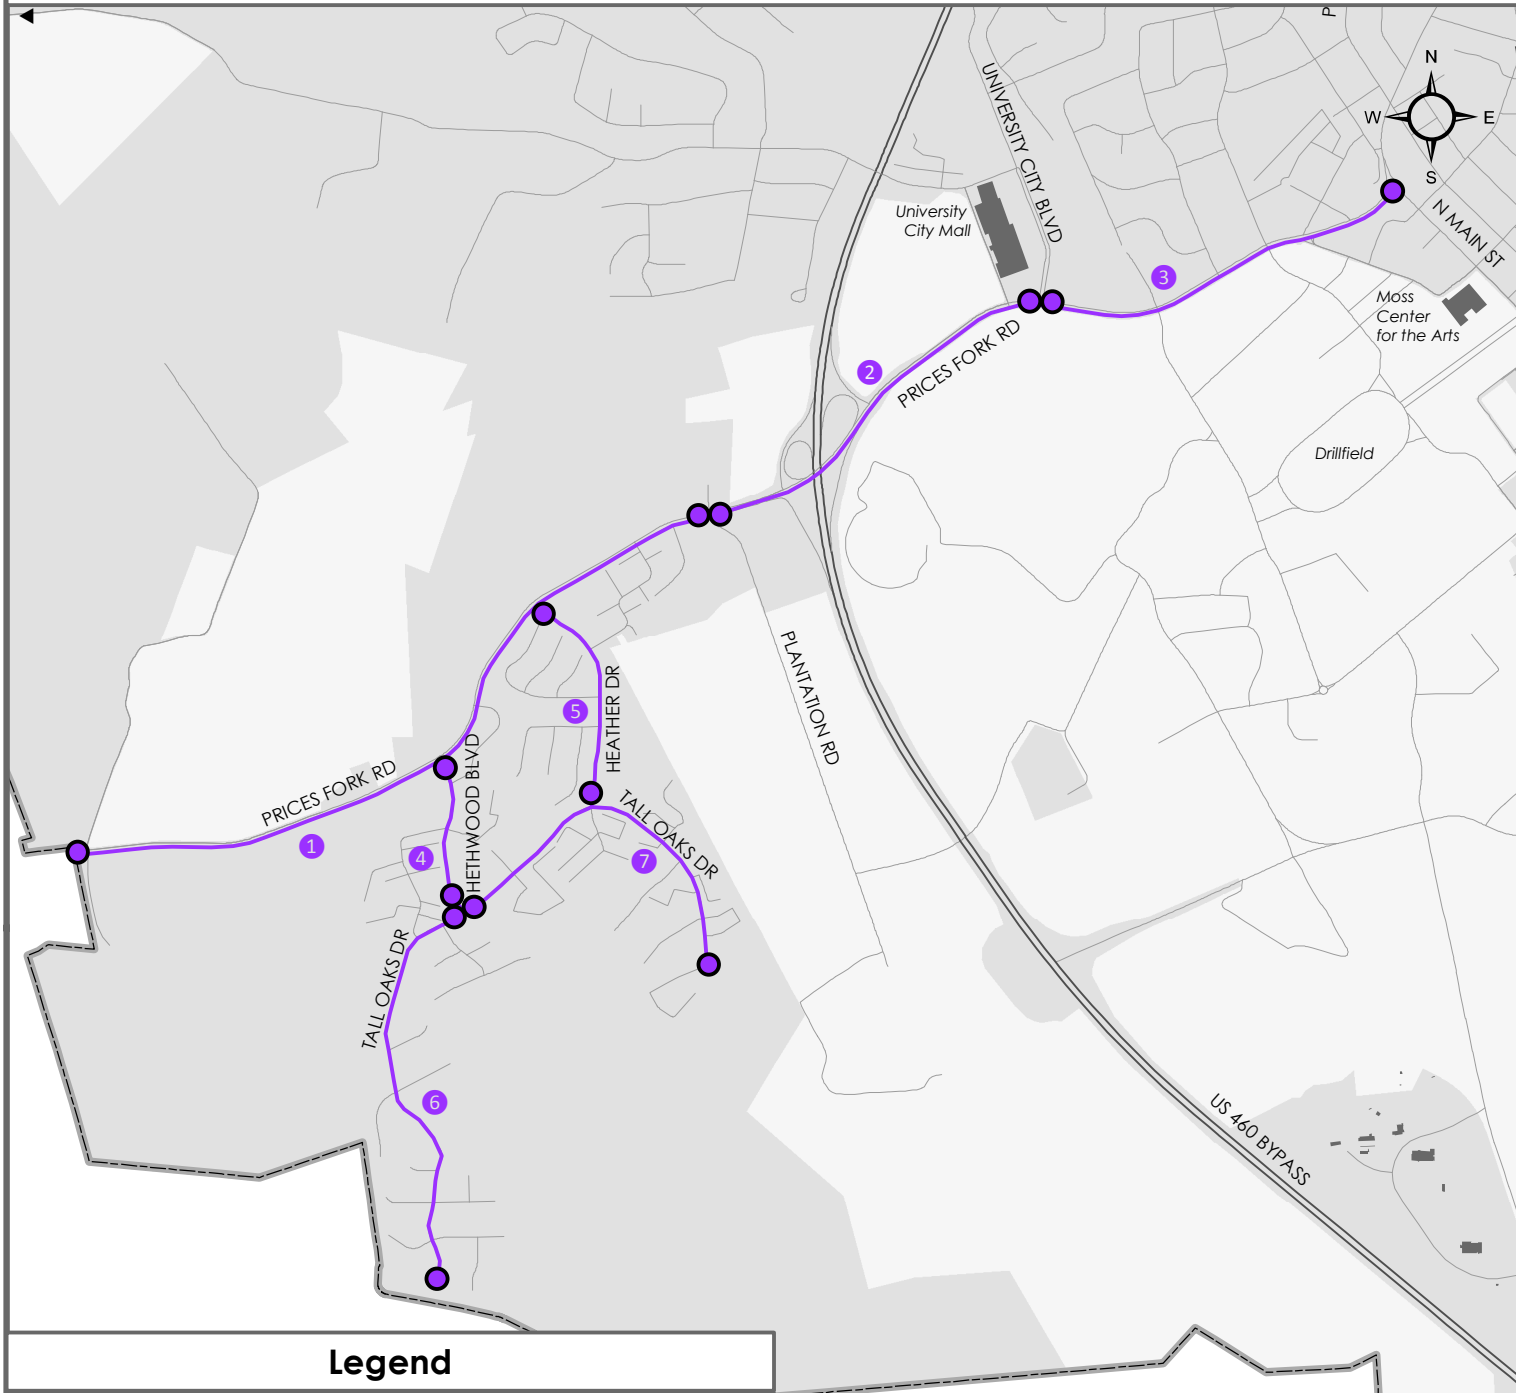 P
N
W
E
S
UNIVERSITY CITY BLVD
University
City Mall
N MAIN ST
3
Moss
Center
for the Arts
2
PRICES FORK RD
Drillfield
PLANTATION RD
5
HEATHER DR
HETHWOOD BLVD
PRICES FORK RD
1
4
TALL OAKS DR
7
TALL OAKS DR
6
US 460 BYPASS
Legend